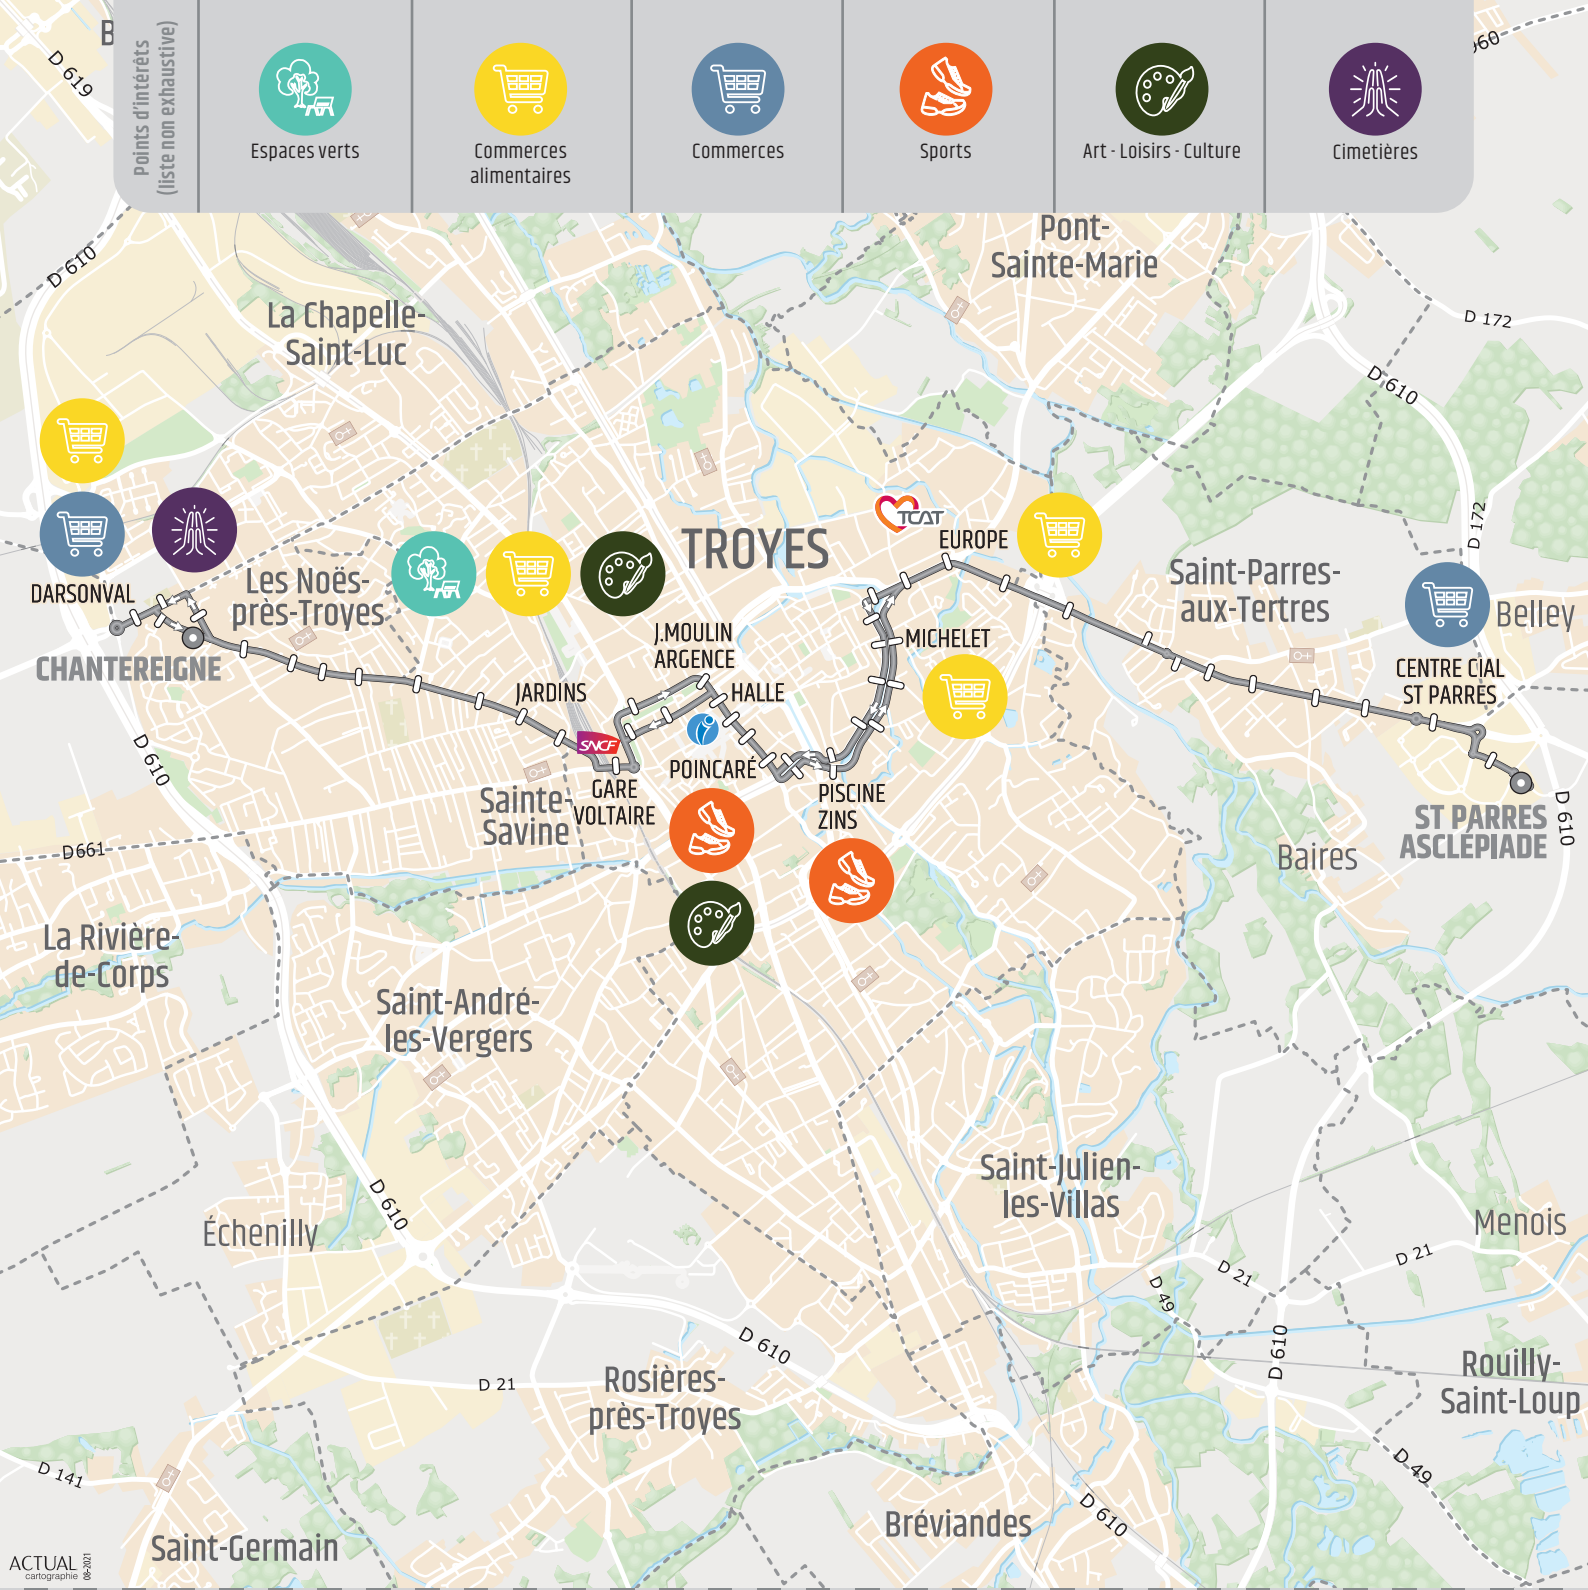 Points d'intérêts
(liste non exhaustive)
Espaces verts
Commerces
alimentaires
Commerces
Sports
Art - Loisirs - Culture
Cimetières
B
D 619
960
Pont-
Sainte-Marie
D 610
La Chapelle-
Saint-Luc
D 172
D 610
D 172
TCAT
TROYES
EUROPE
Saint-Parres-
aux-Tertres
Belley
DARSONVAL
Les Noës-
près-Troyes
CHANTEREIGNE
J.MOULIN
ARGENCE
MICHELET
CENTRE CIAL
ST PARRES
JARDINS
HALLE
SNCF
D 610
POINCARÉ
GARE
VOLTAIRE
PISCINE
ZINS
Sainte-
Savine
ST PARRES
ASCLÉPIADE
D 610
D661
Baires
La Rivière-
de-Corps
Saint-André-
les-Vergers
Saint-Julien-
les-Villas
D 610
Échenilly
Menois
D 21
D 21
D 49
D 610
D 610
Rouilly-
Saint-Loup
D 21
Rosières-
près-Troyes
D 49
D 141
Bréviandes
D 610
Saint-Germain
ACTUAL
cartographie
08-2021